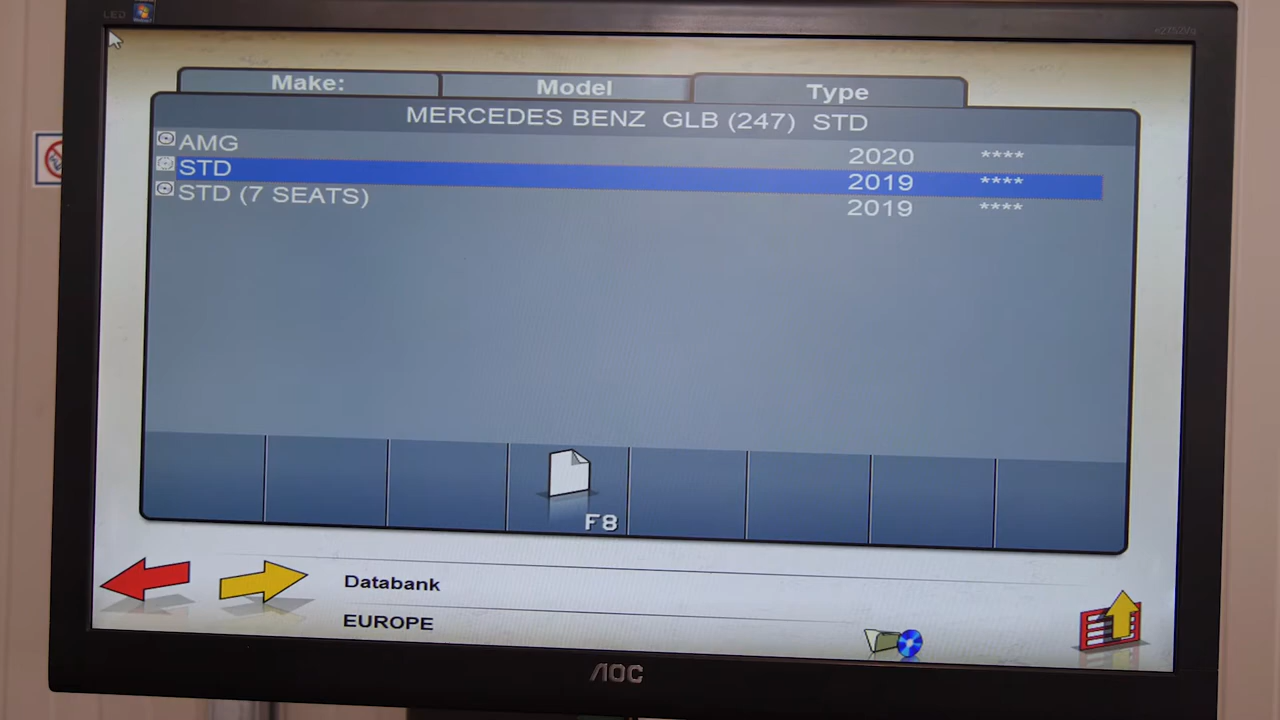 LED
Make:
Model
Type
MERCEDES BENZ GLB (247) STD
AMG 2020 ****
STD 2019 ****
STD (7 SEATS) 2019 ****
F8
Databank
EUROPE
AOC